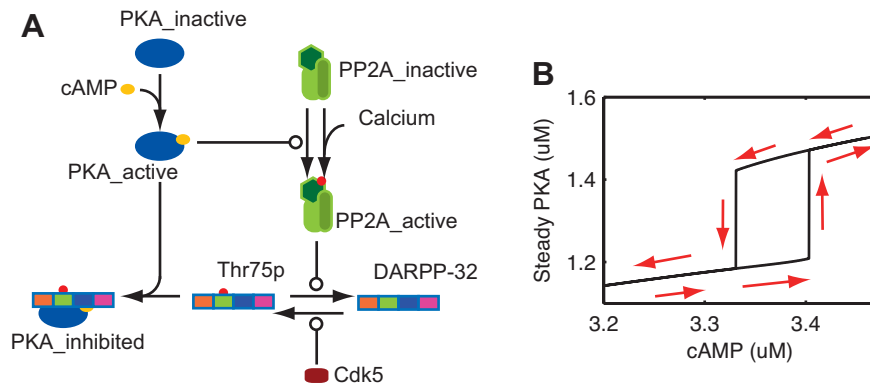 A
PKA_inactive
cAMP
PKA_active
PP2A_inactive
Calcium
PP2A_active
Thr75p
DARPP-32
PKA_inhibited
Cdk5
B
Steady PKA (uM)
1.6
1.4
1.2
3.2
3.3
3.4
cAMP (uM)